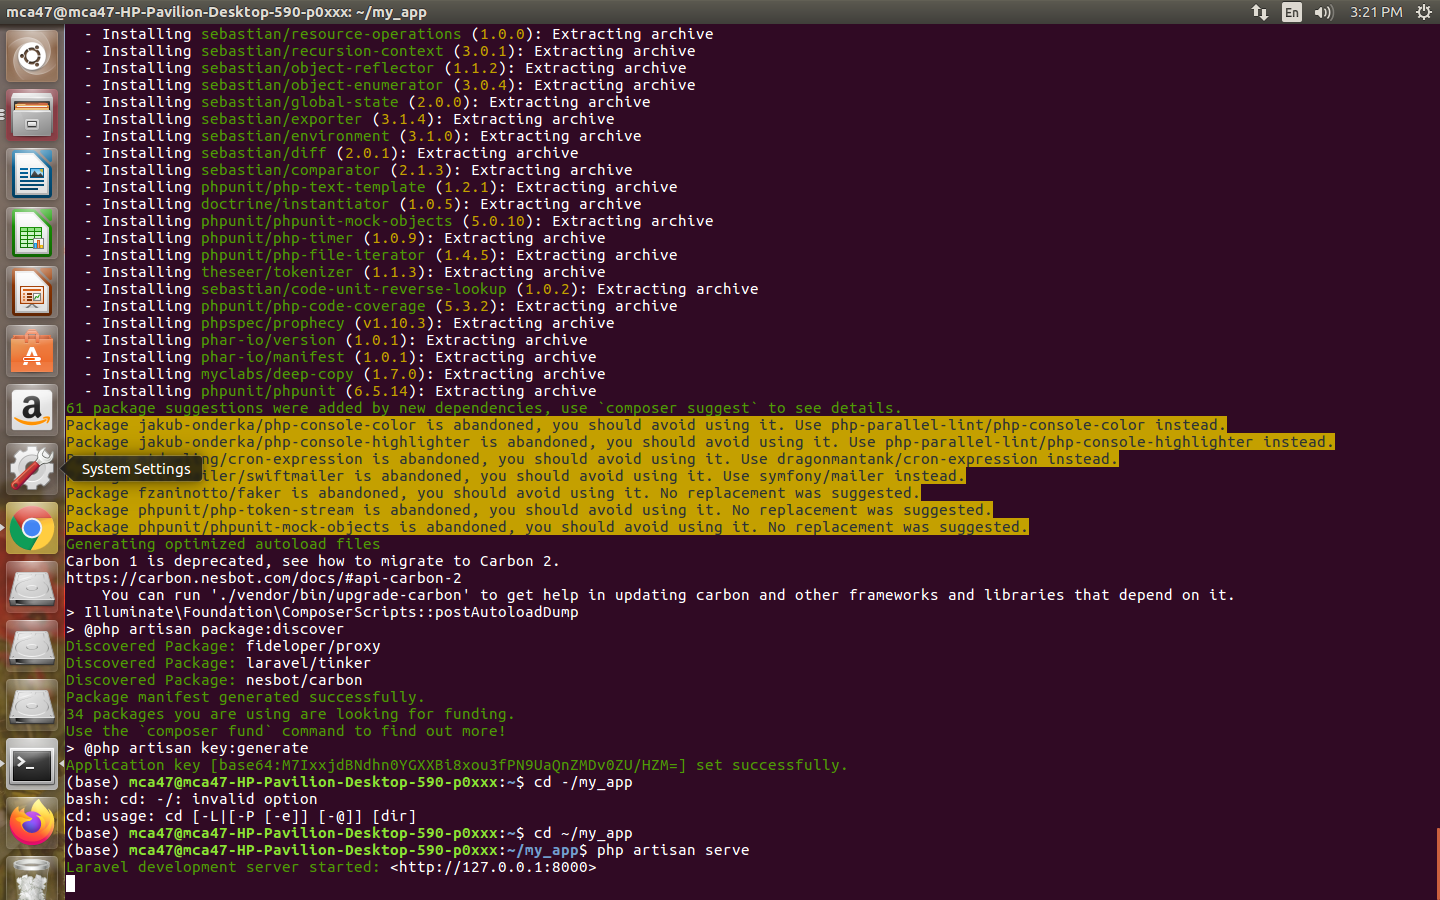 mca47@mca47-HP-Pavilion-Desktop-590-p0xxx: ~/my_app
En
3:21 PM
- Installing sebastian/resource-operations (1.0.0): Extracting archive
- Installing sebastian/recursion-context (3.0.1): Extracting archive
- Installing sebastian/object-reflector (1.1.2): Extracting archive
- Installing sebastian/object-enumerator (3.0.4): Extracting archive
- Installing sebastian/global-state (2.0.0): Extracting archive
- Installing sebastian/exporter (3.1.4): Extracting archive
- Installing sebastian/environment (3.1.0): Extracting archive
- Installing sebastian/diff (2.0.1): Extracting archive
- Installing sebastian/comparator (2.1.3): Extracting archive
- Installing phpunit/php-text-template (1.2.1): Extracting archive
- Installing doctrine/instantiator (1.0.5): Extracting archive
- Installing phpunit/phpunit-mock-objects (5.0.10): Extracting archive
- Installing phpunit/php-timer (1.0.9): Extracting archive
- Installing phpunit/php-file-iterator (1.4.5): Extracting archive
- Installing theseer/tokenizer (1.1.3): Extracting archive
- Installing sebastian/code-unit-reverse-lookup (1.0.2): Extracting archive
- Installing phpunit/php-code-coverage (5.3.2): Extracting archive
- Installing phpspec/prophecy (v1.10.3): Extracting archive
- Installing phar-io/version (1.0.1): Extracting archive
- Installing phar-io/manifest (1.0.1): Extracting archive
- Installing myclabs/deep-copy (1.7.0): Extracting archive
- Installing phpunit/phpunit (6.5.14): Extracting archive
61 package suggestions were added by new dependencies, use `composer suggest` to see details.
Package jakub-onderka/php-console-color is abandoned, you should avoid using it. Use php-parallel-lint/php-console-color instead.
Package jakub-onderka/php-console-highlighter is abandoned, you should avoid using it. Use php-parallel-lint/php-console-highlighter instead.
/cron-expression is abandoned, you should avoid using it. Use dragonmantank/cron-expression instead.
System Settings
/swiftmailer is abandoned, you should avoid using it. Use symfony/mailer instead.
Package fzaninotto/faker is abandoned, you should avoid using it. No replacement was suggested.
Package phpunit/php-token-stream is abandoned, you should avoid using it. No replacement was suggested.
Package phpunit/phpunit-mock-objects is abandoned, you should avoid using it. No replacement was suggested.
Generating optimized autoload files
Carbon 1 is deprecated, see how to migrate to Carbon 2.
https://carbon.nesbot.com/docs/#api-carbon-2
You can run './vendor/bin/upgrade-carbon' to get help in updating carbon and other frameworks and libraries that depend on it.
> Illuminate\Foundation\ComposerScripts::postAutoloadDump
> @php artisan package:discover
Discovered Package: fideloper/proxy
Discovered Package: laravel/tinker
Discovered Package: nesbot/carbon
Package manifest generated successfully.
34 packages you are using are looking for funding.
Use the `composer fund` command to find out more!
> @php artisan key:generate
Application key [base64:M7IxxjdBNdhn0YGXXBi8xou3fPN9UaQnZMDv0ZU/HZM=] set successfully.
(base) mca47@mca47-HP-Pavilion-Desktop-590-p0xxx:~$ cd -/my_app
bash: cd: -/: invalid option
cd: usage: cd [-L|[-P [-e]] [-@]] [dir]
(base) mca47@mca47-HP-Pavilion-Desktop-590-p0xxx:~$ cd ~/my_app
(base) mca47@mca47-HP-Pavilion-Desktop-590-p0xxx:~/my_app$ php artisan serve
Laravel development server started: <http://127.0.0.1:8000>